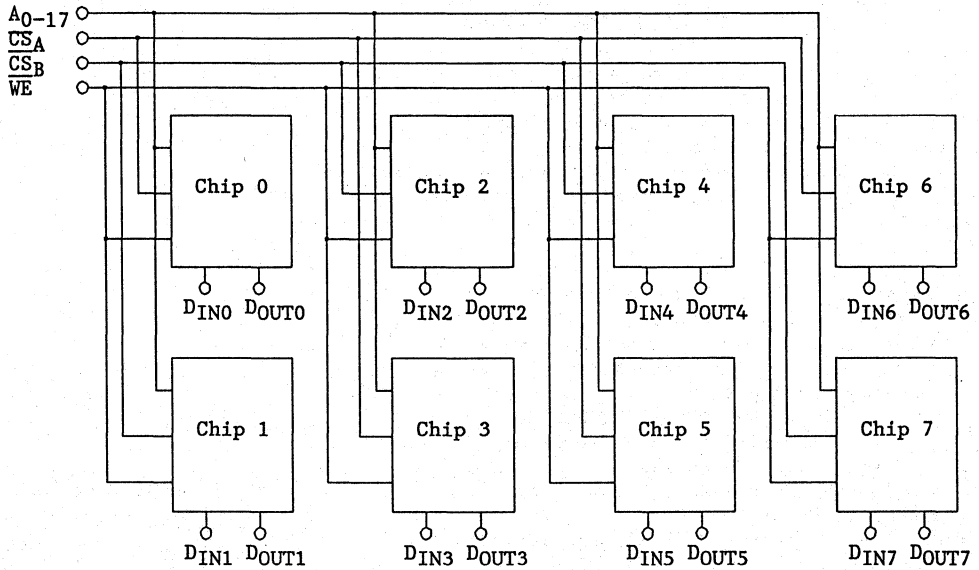 A0-17
CSA
CSB
WE
Chip 0
Chip 2
Chip 4
Chip 6
DIN0 DOUT0
DIN2 DOUT2
DIN4 DOUT4
DIN6 DOUT6
Chip 1
Chip 3
Chip 5
Chip 7
DIN1 DOUT1
DIN3 DOUT3
DIN5 DOUT5
DIN7 DOUT7